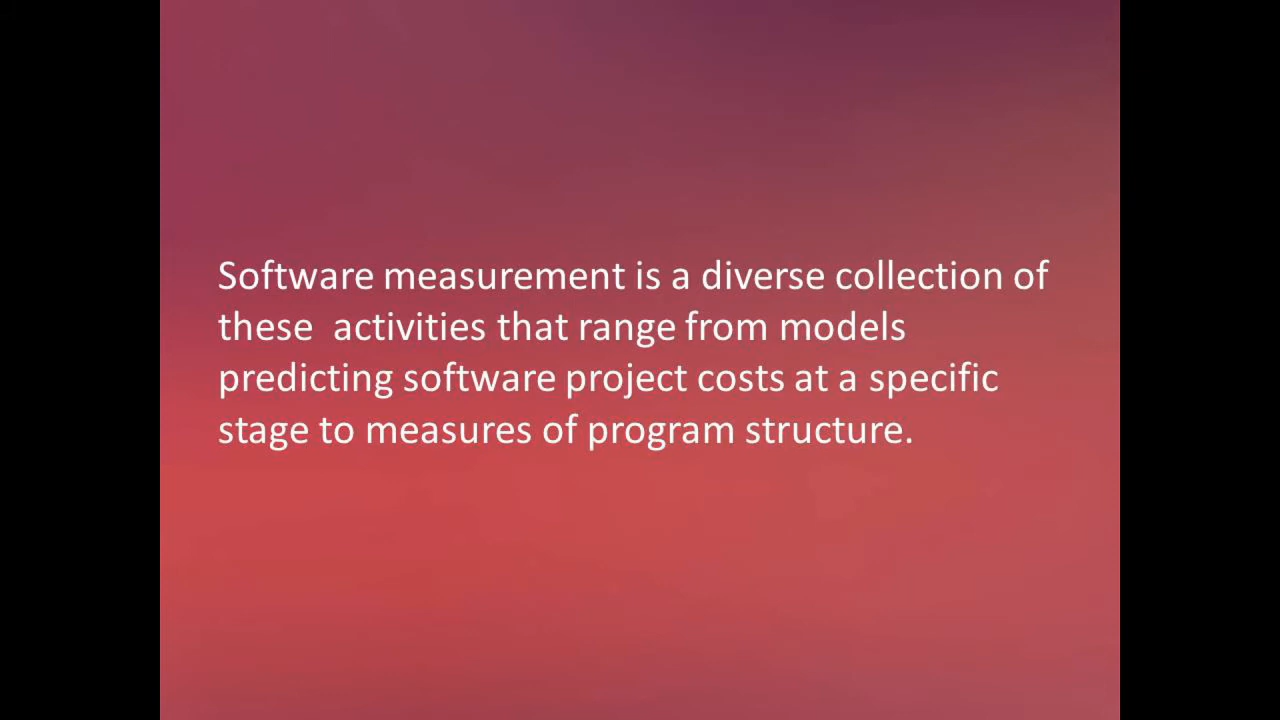 Software measurement is a diverse collection of
these  activities that range from models
predicting software project costs at a specific
stage to measures of program structure.